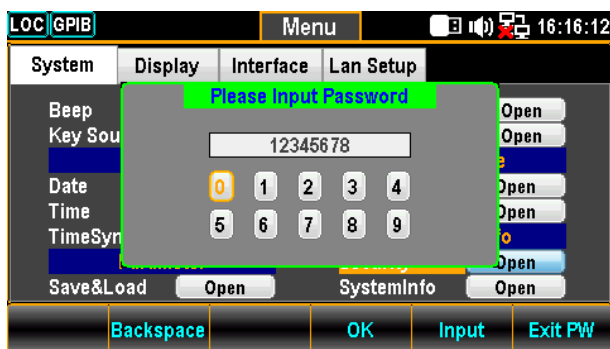 LOC GPIB Menu 16:16:12
System Display Interface Lan Setup
Please Input Password
Beep Open
Key Sou Open
12345678
Date 0 1 2 3 4 Open
Time 5 6 7 8 9 Open
TimeSyn
Open
Save&Load Open SystemInfo Open
Backspace OK Input Exit PW